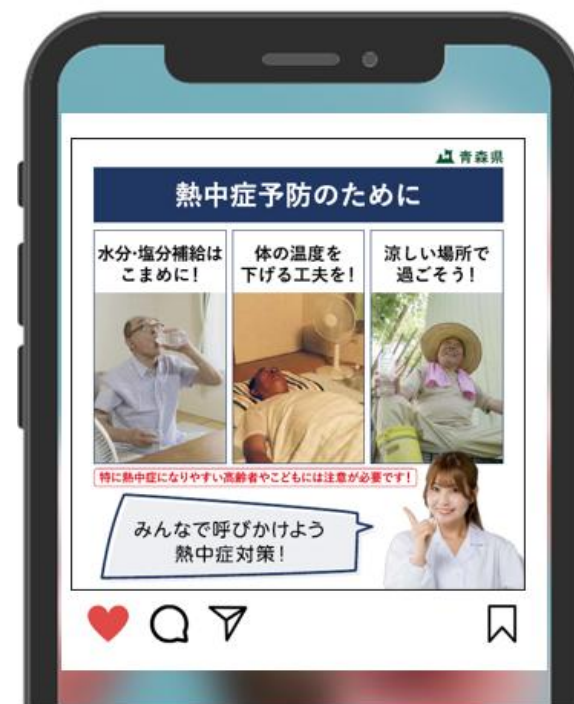 青森県
熱中症予防のために
水分・塩分補給は
こまめに!
体の温度を
下げる工夫を!
涼しい場所で
過ごそう!
特に熱中症になりやすい高齢者やこどもには注意が必要です!
みんなで呼びかけよう
熱中症対策!